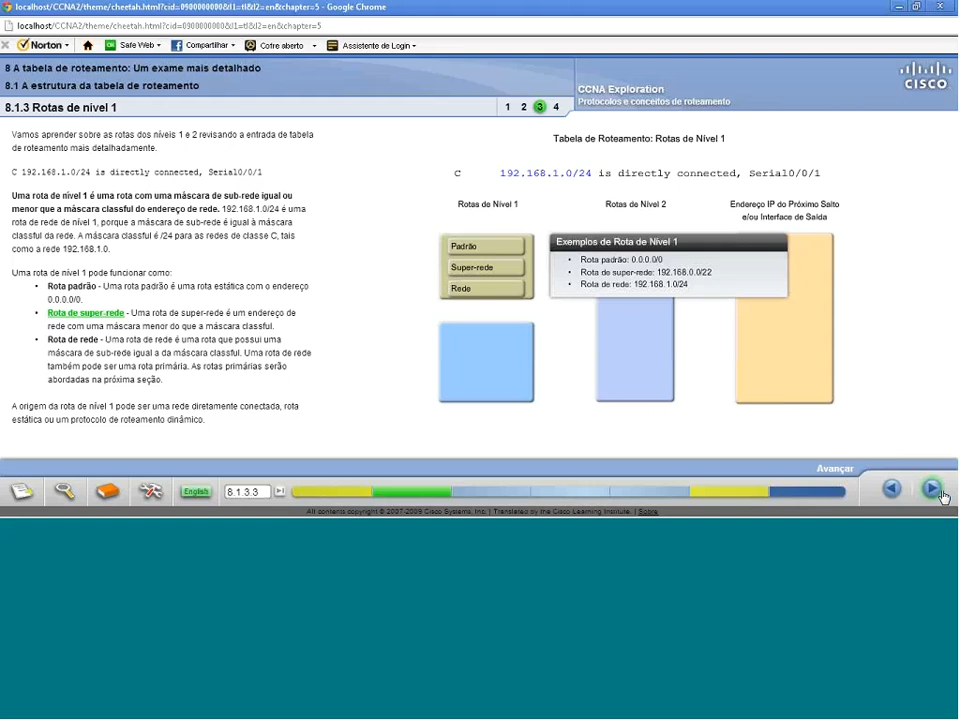 localhost/CCNA2/theme/cheetah.html?cid=0900000000&l1=tl&l2=en&chapter=5 - Google Chrome
localhost/CCNA2/theme/cheetah.html?cid=0900000000&l1=tl&l2=en&chapter=5
Norton
Safe Web
Compartilhar
Cofre aberto
Assistente de Login
8 A tabela de roteamento: Um exame mais detalhado
8.1 A estrutura da tabela de roteamento
8.1.3 Rotas de nível 1
1 2 3 4
CCNA Exploration
Protocolos e conceitos de roteamento
CISCO
Vamos aprender sobre as rotas dos níveis 1 e 2 revisando a entrada de tabela
de roteamento mais detalhadamente.
C 192.168.1.0/24 is directly connected, Serial0/0/1
Uma rota de nível 1 é uma rota com uma máscara de sub-rede igual ou
menor que a máscara classful do endereço de rede. 192.168.1.0/24 é uma
rota de rede de nível 1, porque a máscara de sub-rede é igual à máscara
classful da rede. A máscara classful é /24 para as redes de classe C, tais
como a rede 192.168.1.0.
Uma rota de nível 1 pode funcionar como:
• Rota padrão - Uma rota padrão é uma rota estática com o endereço
0.0.0.0/0.
• Rota de super-rede - Uma rota de super-rede é um endereço de
rede com uma máscara menor do que a máscara classful.
• Rota de rede - Uma rota de rede é uma rota que possui uma
máscara de sub-rede igual a da máscara classful. Uma rota de rede
também pode ser uma rota primária. As rotas primárias serão
abordadas na próxima seção.
A origem da rota de nível 1 pode ser uma rede diretamente conectada, rota
estática ou um protocolo de roteamento dinâmico.
Tabela de Roteamento: Rotas de Nível 1
C 192.168.1.0/24 is directly connected, Serial0/0/1
Rotas de Nível 1
Rotas de Nível 2
Endereço IP do Próximo Salto
e/ou Interface de Saída
Padrão
Super-rede
Rede
Exemplos de Rota de Nível 1
• Rota padrão: 0.0.0.0/0
• Rota de super-rede: 192.168.0.0/22
• Rota de rede: 192.168.1.0/24
Avançar
English
8.1.3.3
All contents copyright © 2007-2009 Cisco Systems, Inc. | Translated by the Cisco Learning Institute. | Sobre